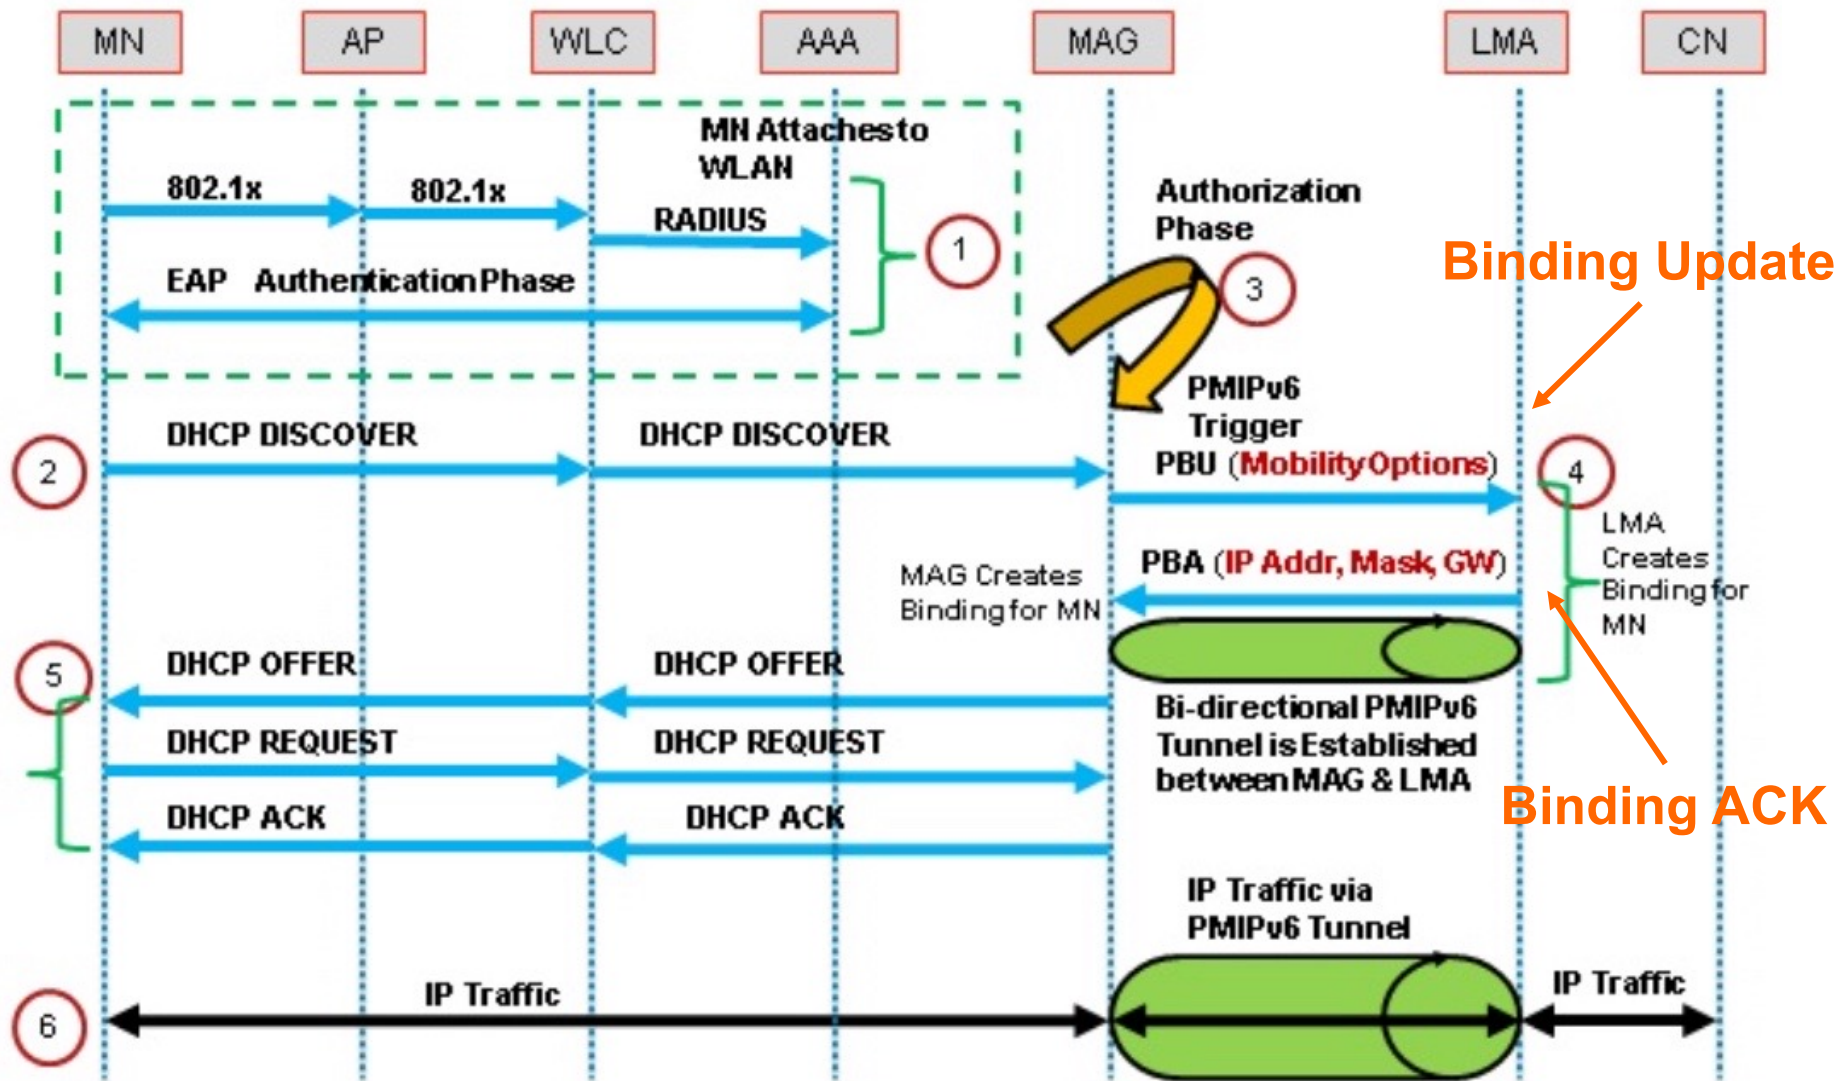 MN
AP
WLC
AAA
MAG
LMA
CN
MN Attachesto
WLAN
802.1x
802.1x
RADIUS
EAP Authentication Phase
1
Authorization
Phase
3
Binding Update
PMIPv6
Trigger
2
DHCP DISCOVER
DHCP DISCOVER
PBU (Mobility Options)
4
LMA
Creates
Binding for
MN
PBA (IP Addr, Mask, GW)
MAG Creates
Binding for MN
5
DHCP OFFER
DHCP OFFER
Bi-directional PMIPv6
Tunnel is Established
between MAG & LMA
DHCP REQUEST
DHCP REQUEST
Binding ACK
DHCP ACK
DHCP ACK
IP Traffic via
PMIPv6 Tunnel
6
IP Traffic
IP Traffic